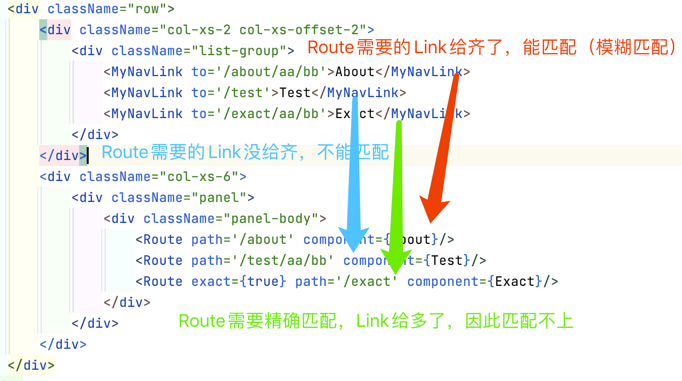 <div className="row">
<div className="col-xs-2 col-xs-offset-2">
<div className="list-group">
Route需要的Link给齐了，能匹配（模糊匹配）
<MyNavLink to='/about/aa/bb'>About</MyNavLink>
<MyNavLink to='/test'>Test</MyNavLink>
<MyNavLink to='/exact/aa/bb'>Exact</MyNavLink>
</div>
</div>
Route需要的Link没给齐，不能匹配
<div className="col-xs-6">
<div className="panel">
<div className="panel-body">
<Route path='/about' component={About}/>
<Route path='/test/aa/bb' component={Test}/>
<Route exact={true} path='/exact' component={Exact}/>
</div>
Route需要精确匹配，Link给多了，因此匹配不上
</div>
</div>
</div>